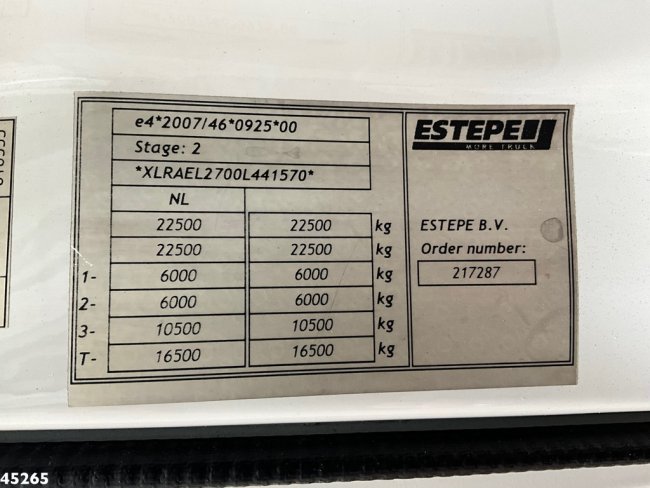 e4*2007/46*0925*00
Stage: 2
*XLRAEL2700L441570*
NL
22500 22500 kg
22500 22500 kg
1- 6000 6000 kg
2- 6000 6000 kg
3- 10500 10500 kg
T- 16500 16500 kg
ESTEPE
MORE TRUCK
ESTEPE B.V.
Order number:
217287
45265